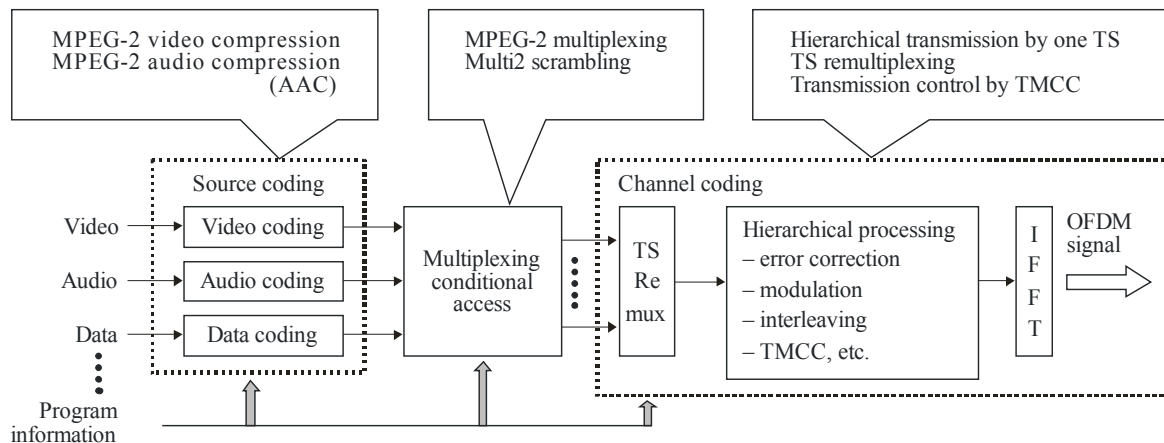 MPEG-2 video compression
MPEG-2 audio compression
(AAC)
MPEG-2 multiplexing
Multi2 scrambling
Hierarchical transmission by one TS
TS remultiplexing
Transmission control by TMCC
Source coding
Video
Video coding
Audio
Audio coding
Data
Data coding
Program
information
Multiplexing
conditional
access
Channel coding
TS
Re
mux
Hierarchical processing
– error correction
– modulation
– interleaving
– TMCC, etc.
I
F
F
T
OFDM
signal